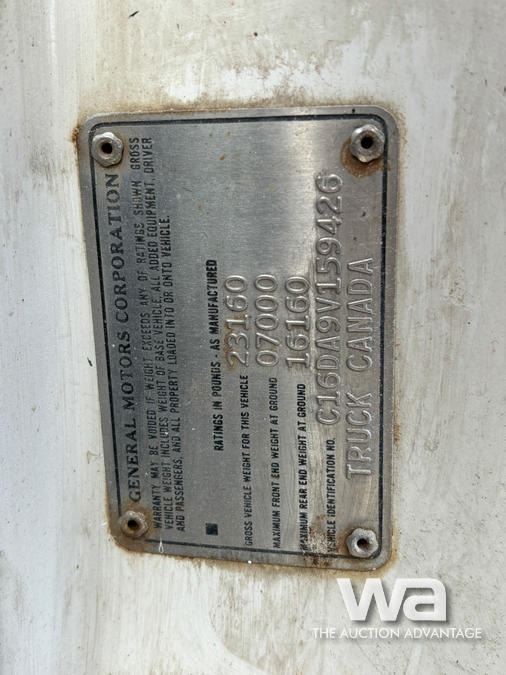 GENERAL MOTORS CORPORATION
WARRANTY MAY BE VOIDED IF WEIGHT EXCEEDS ANY OF RATINGS SHOWN. GROSS
VEHICLE WEIGHT INCLUDES WEIGHT OF BASE VEHICLE, ALL ADDED EQUIPMENT, DRIVER
AND PASSENGERS, AND ALL PROPERTY LOADED INTO OR ONTO VEHICLE.
RATINGS IN POUNDS - AS MANUFACTURED
GROSS VEHICLE WEIGHT FOR THIS VEHICLE 23160
MAXIMUM FRONT END WEIGHT AT GROUND 07000
MAXIMUM REAR END WEIGHT AT GROUND 16160
VEHICLE IDENTIFICATION NO. C16DA9V159426
TRUCK CANADA
wa
THE AUCTION ADVANTAGE